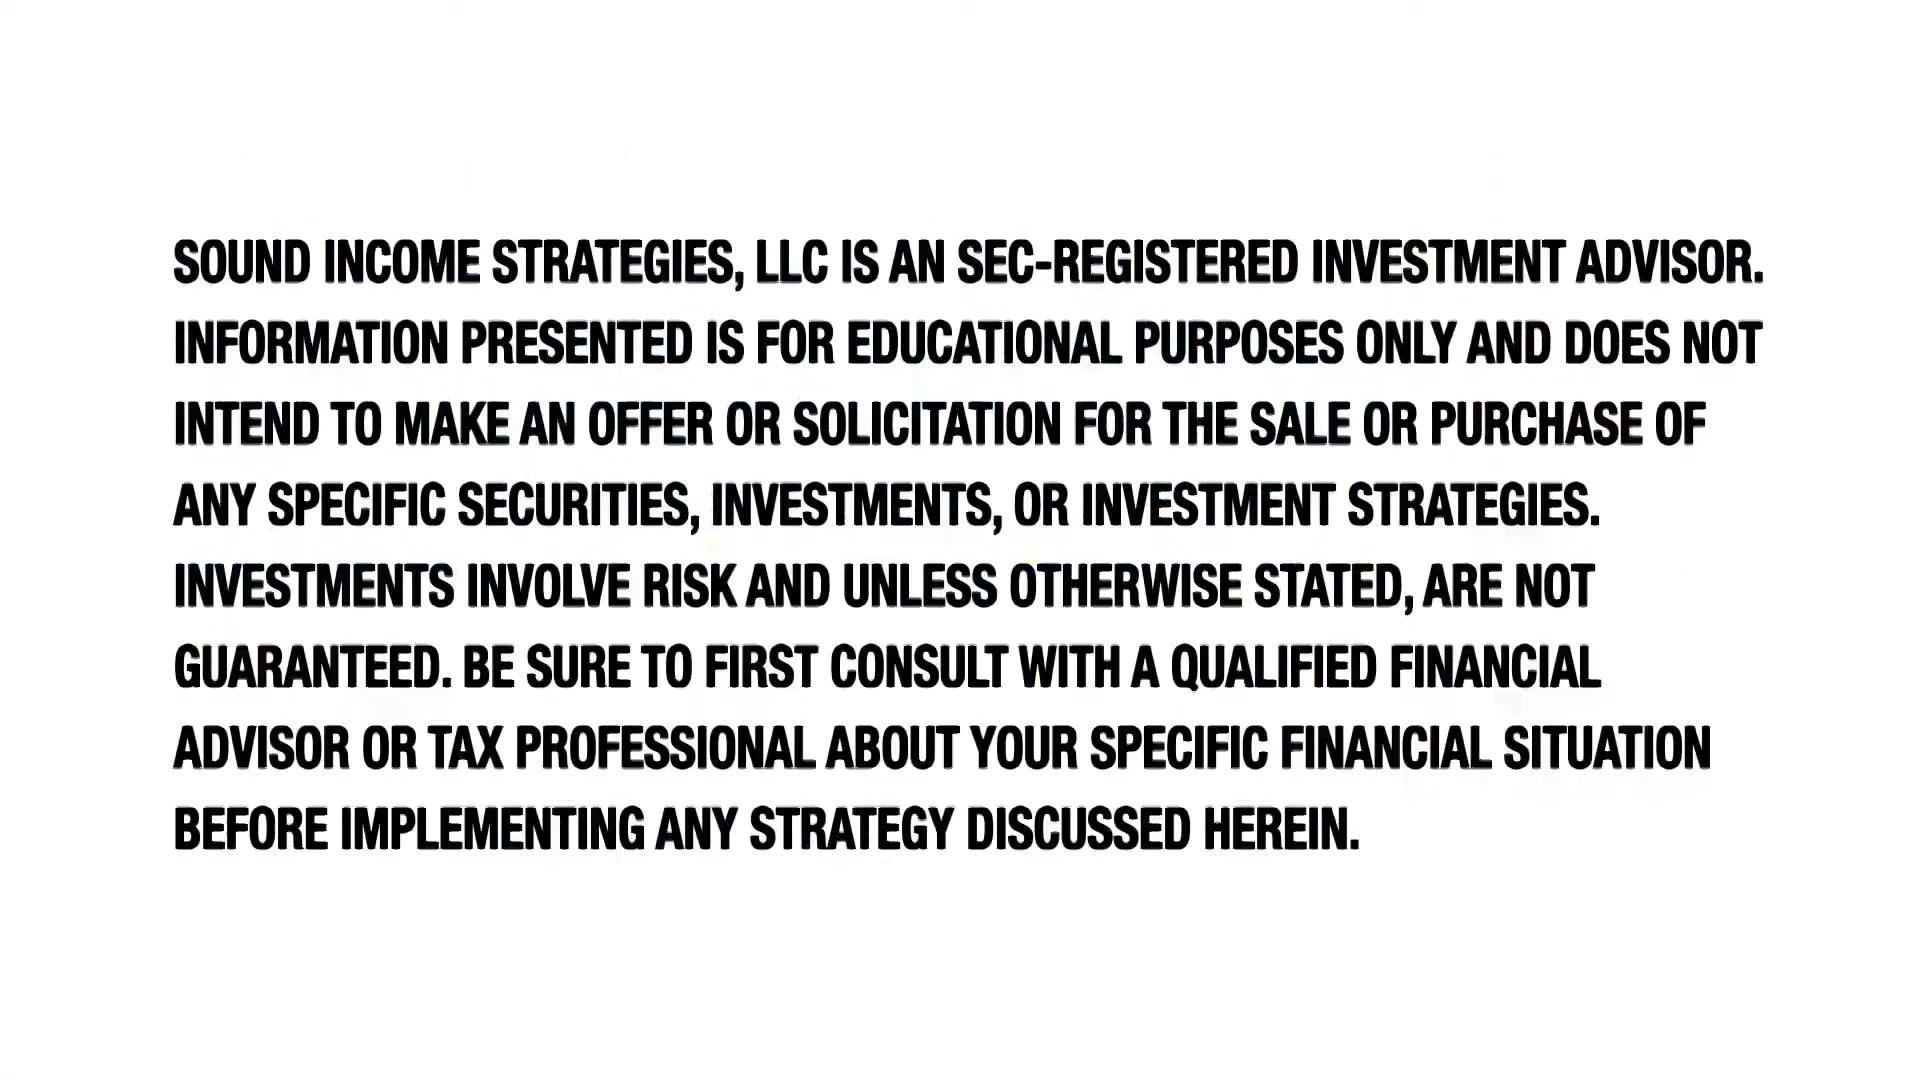 SOUND INCOME STRATEGIES, LLC IS AN SEC-REGISTERED INVESTMENT ADVISOR.
INFORMATION PRESENTED IS FOR EDUCATIONAL PURPOSES ONLY AND DOES NOT
INTEND TO MAKE AN OFFER OR SOLICITATION FOR THE SALE OR PURCHASE OF
ANY SPECIFIC SECURITIES, INVESTMENTS, OR INVESTMENT STRATEGIES.
INVESTMENTS INVOLVE RISK AND UNLESS OTHERWISE STATED, ARE NOT
GUARANTEED. BE SURE TO FIRST CONSULT WITH A QUALIFIED FINANCIAL
ADVISOR OR TAX PROFESSIONAL ABOUT YOUR SPECIFIC FINANCIAL SITUATION
BEFORE IMPLEMENTING ANY STRATEGY DISCUSSED HEREIN.